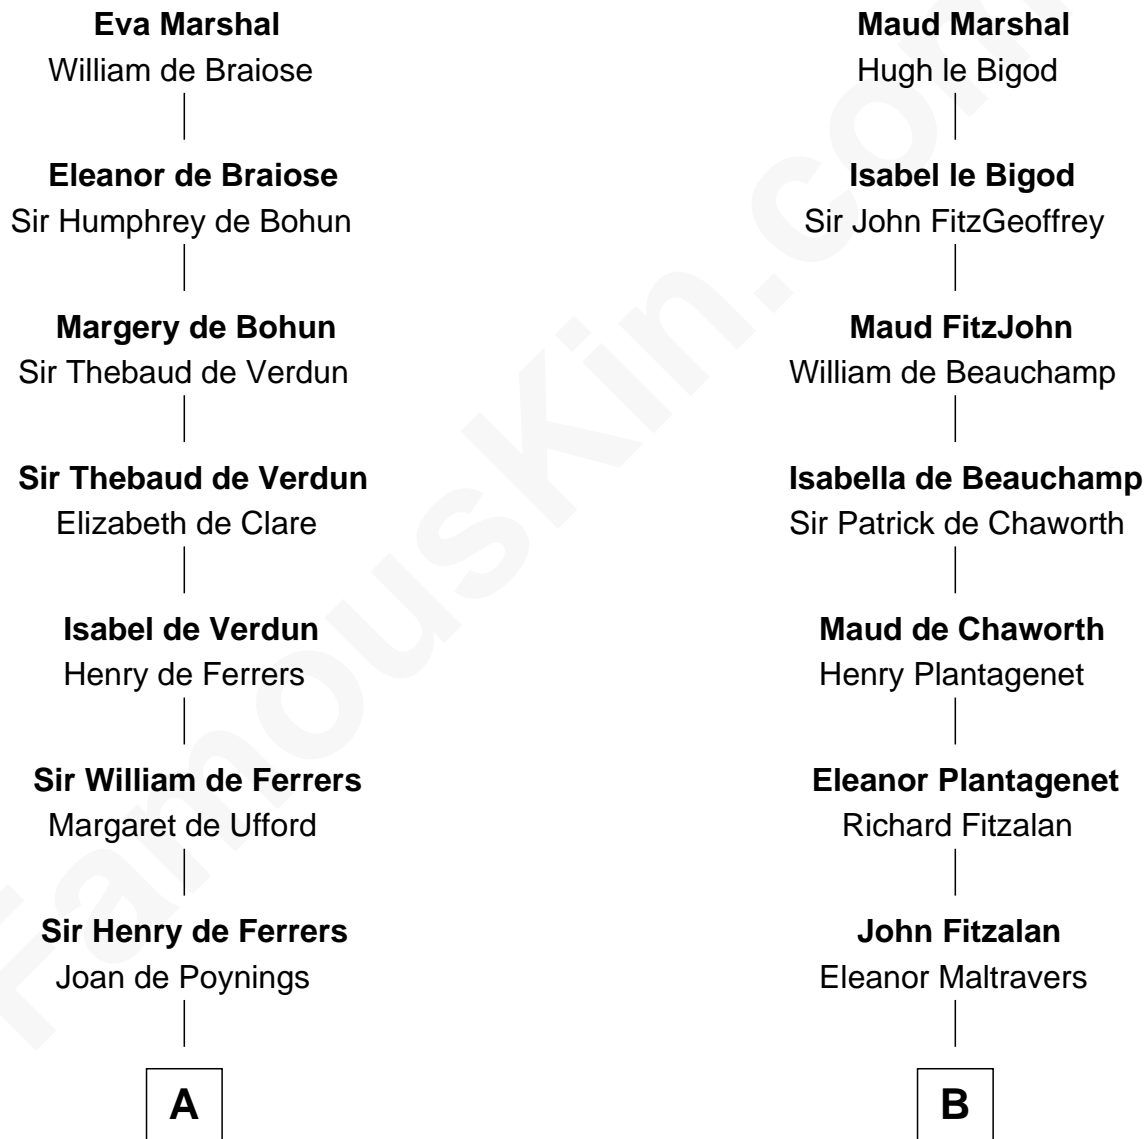 Eva Marshal
William de Braiose
Eleanor de Braiose
Sir Humphrey de Bohun
Margery de Bohun
Sir Thebaud de Verdun
Sir Thebaud de Verdun
Elizabeth de Clare
Isabel de Verdun
Henry de Ferrers
Sir William de Ferrers
Margaret de Ufford
Sir Henry de Ferrers
Joan de Poynings
A
Maud Marshal
Hugh le Bigod
Isabel le Bigod
Sir John FitzGeoffrey
Maud FitzJohn
William de Beauchamp
Isabella de Beauchamp
Sir Patrick de Chaworth
Maud de Chaworth
Henry Plantagenet
Eleanor Plantagenet
Richard Fitzalan
John Fitzalan
Eleanor Maltravers
B
FamousKin.com